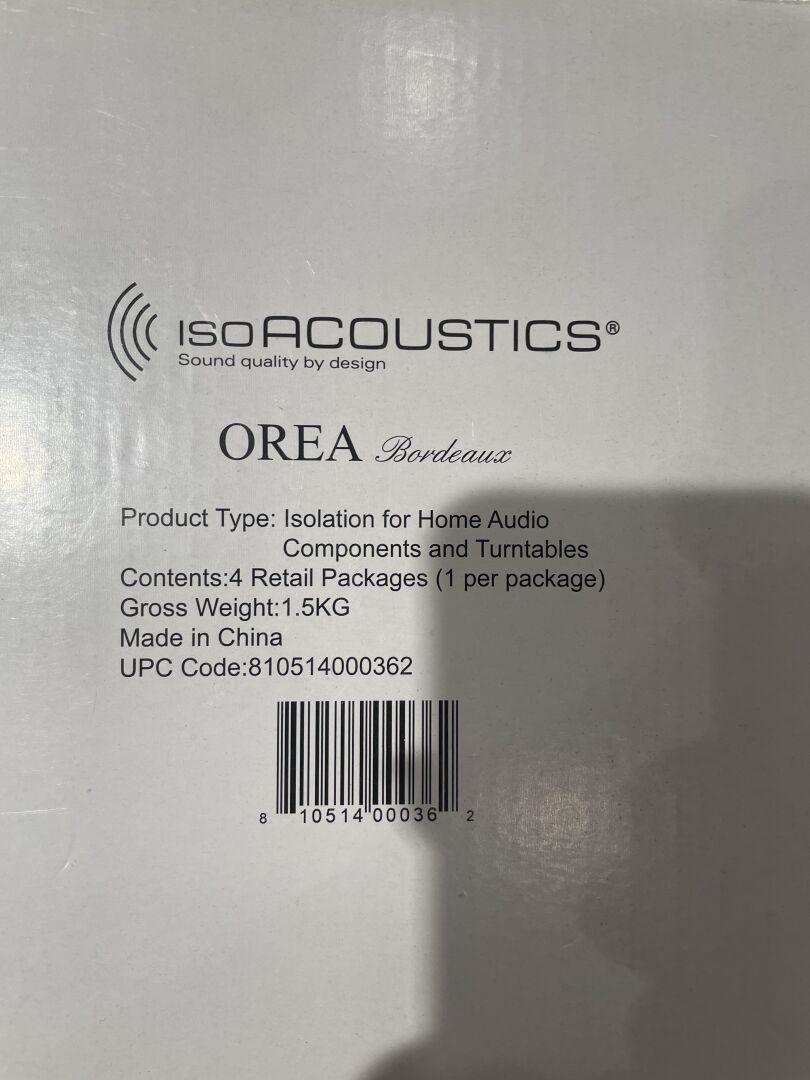 isoACOUSTICS®
Sound quality by design
OREA Bordeaux
Product Type: Isolation for Home Audio
Components and Turntables
Contents:4 Retail Packages (1 per package)
Gross Weight:1.5KG
Made in China
UPC Code:810514000362
8 10514 00036 2